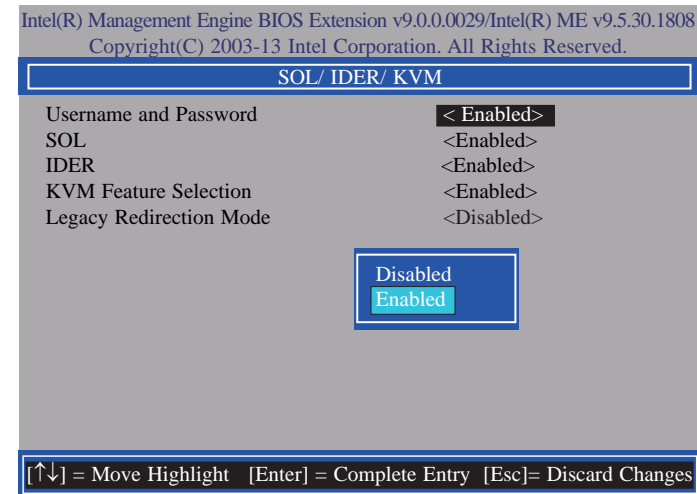 Intel(R) Management Engine BIOS Extension v9.0.0.0029/Intel(R) ME v9.5.30.1808
Copyright(C) 2003-13 Intel Corporation. All Rights Reserved.
SOL/ IDER/ KVM
Username and Password < Enabled>
SOL <Enabled>
IDER <Enabled>
KVM Feature Selection <Enabled>
Legacy Redirection Mode <Disabled>
Disabled
Enabled
[↑↓] = Move Highlight [Enter] = Complete Entry [Esc]= Discard Changes